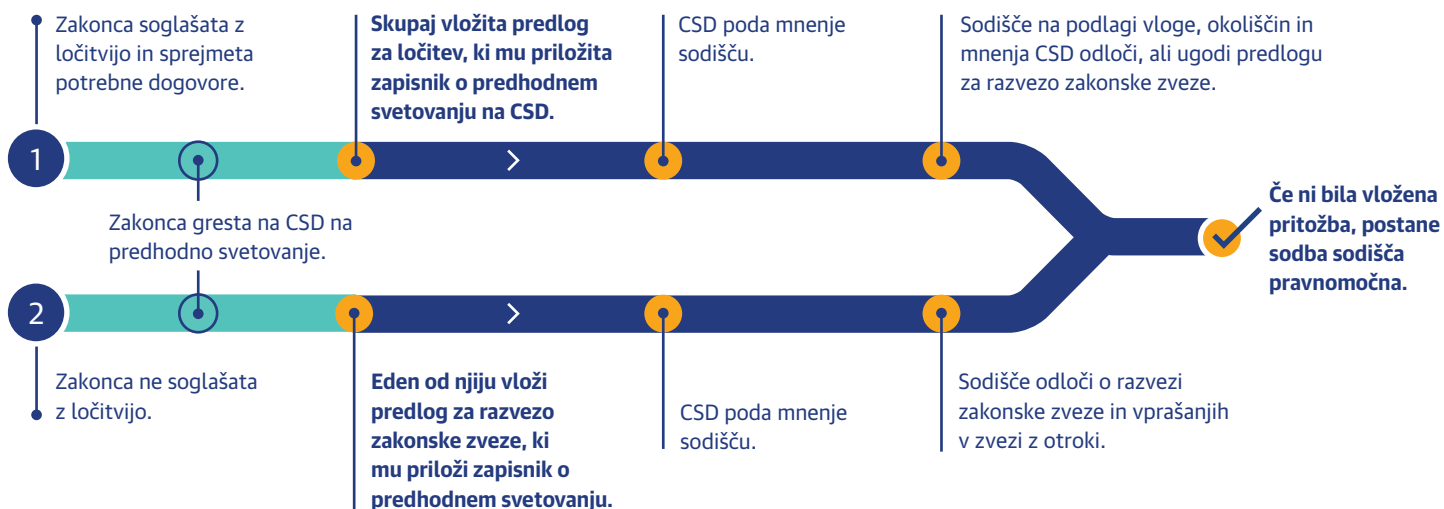 Zakonca soglašata z
ločitvijo in sprejmeta
potrebne dogovore.
Skupaj vložita predlog
za ločitev, ki mu priložita
zapisnik o predhodnem
svetovanju na CSD.
CSD poda mnenje
sodišču.
Sodišče na podlagi vloge, okoliščin in
mnenja CSD odloči, ali ugodi predlogu
za razvezo zakonske zveze.
1
Zakonca gresta na CSD na
predhodno svetovanje.
Če ni bila vložena
pritožba, postane
sodba sodišča
pravnomočna.
2
Zakonca ne soglašata
z ločitvijo.
Eden od njiju vloži
predlog za razvezo
zakonske zveze, ki
mu priloži zapisnik o
predhodnem svetovanju.
CSD poda mnenje
sodišču.
Sodišče odloči o razvezi
zakonske zveze in vprašanjih
v zvezi z otroki.